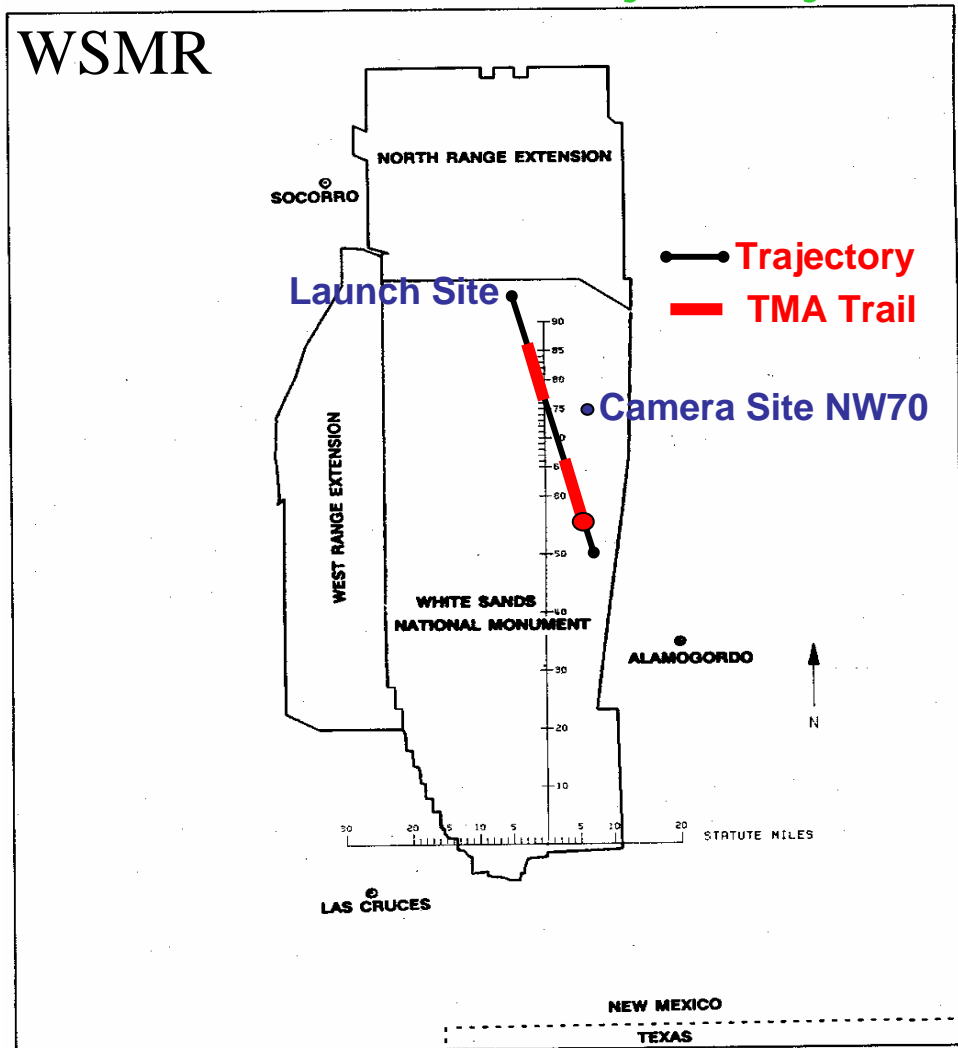 WSMR
NORTH RANGE EXTENSION
SOCORRO
Trajectory
Launch Site
TMA Trail
90
85
80
Camera Site NW70
75
70
WEST RANGE EXTENSION
60
50
WHITE SANDS
NATIONAL MONUMENT
40
ALAMOGORDO
30
N
20
10
30 20 15 10 5 5 10 20 STATUTE MILES
LAS CRUCES
NEW MEXICO
TEXAS